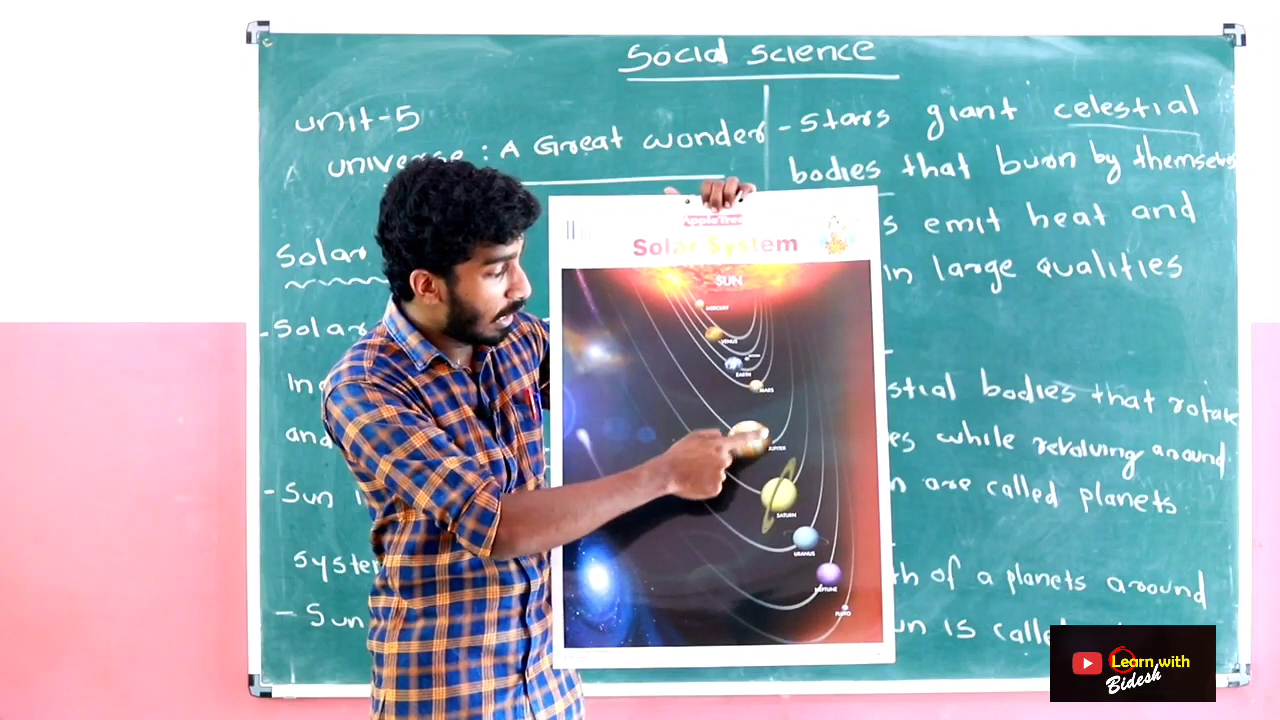 Social Science
unit-5
universe : A Great wonder
Solar
- Solar
In
and
- Sun
System
- Sun
- Stars giant celestial
bodies that burn by themselves
s emit heat and
in large qualities
stial bodies that rotate
es while revolving around
n are called planets
th of a planets around
un is called
Apple Tree
Solar System
SUN
MERCURY
VENUS
EARTH
MARS
JUPITER
SATURN
URANUS
NEPTUNE
PLUTO
Learn with
Bidesh